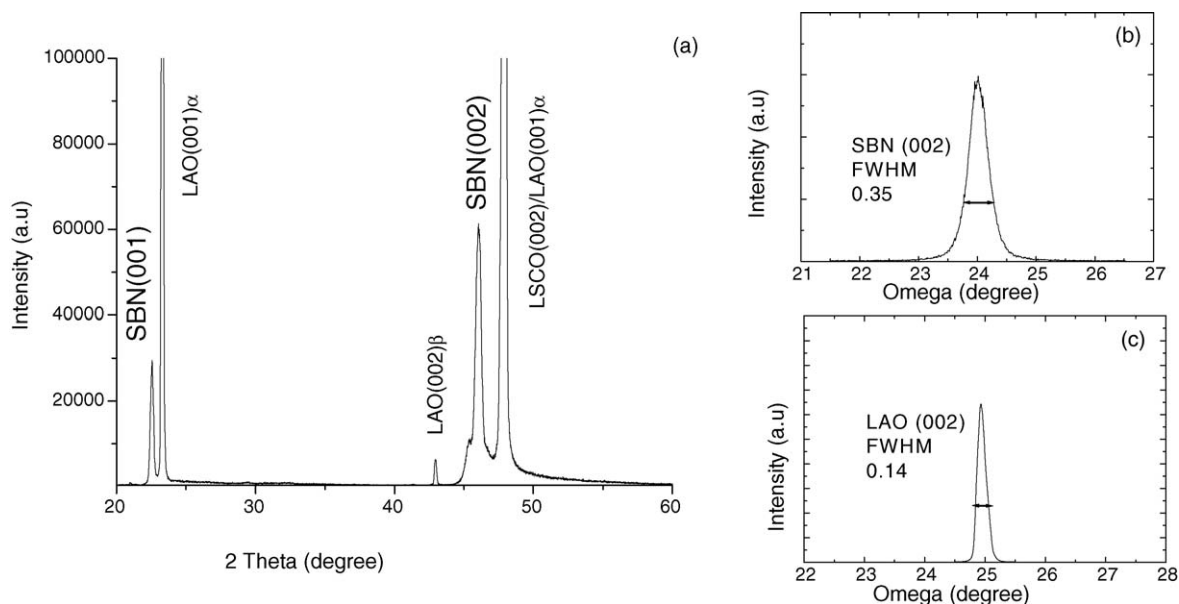 (a)
100000
80000
60000
40000
20000
Intensity (a.u)
SBN(001)
LAO(001)α
LAO(002)β
SBN(002)
LSCO(002)/LAO(001)α
20
30
40
50
60
2 Theta (degree)
(b)
Intensity (a.u)
SBN (002)
FWHM
0.35
21
22
23
24
25
26
27
Omega (degree)
(c)
Intensity (a.u)
LAO (002)
FWHM
0.14
22
23
24
25
26
27
28
Omega (degree)